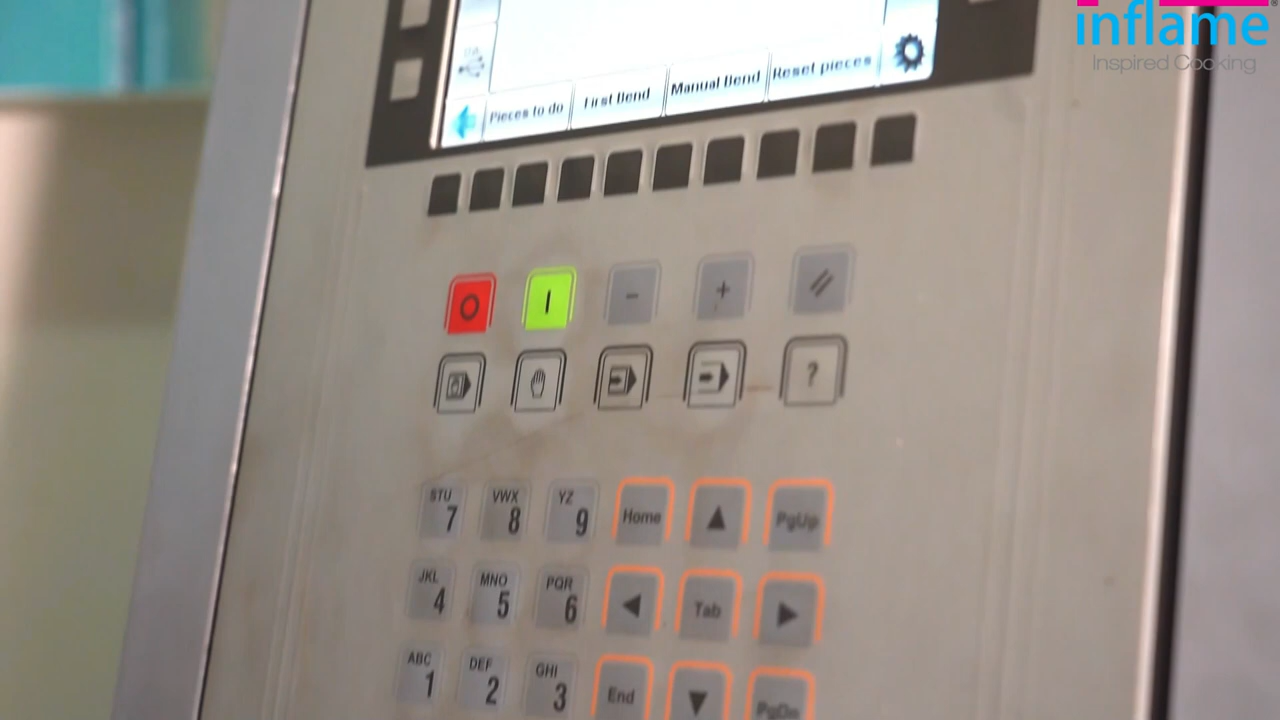 inflame
Inspired Cooking
Pieces to do First Bend Manual Bend Reset pieces
O I - +
?
STU 7 VWX 8 YZ 9 Home PgUp
JKL 4 MNO 5 PQR 6 Tab
ABC 1 DEF 2 GHI 3 End PgDn